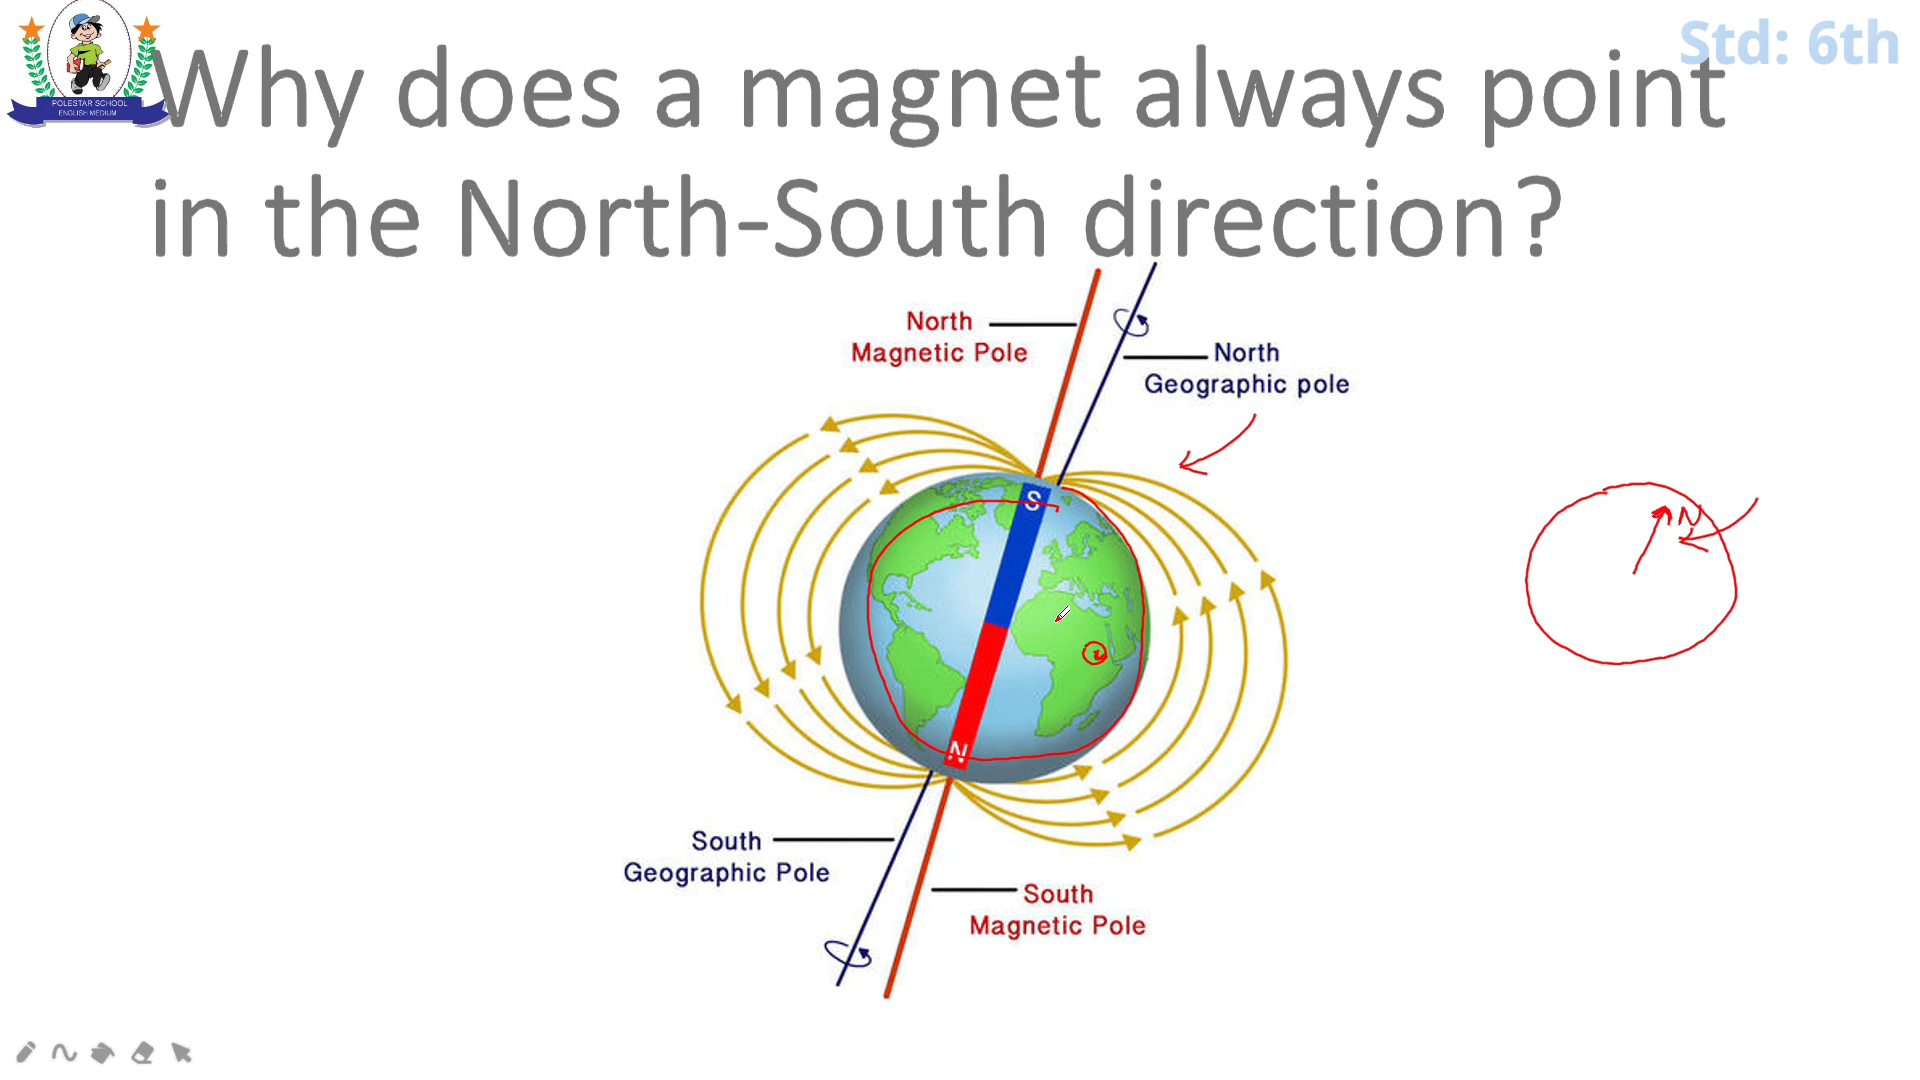 POLESTAR SCHOOL
ENGLISH MEDIUM
Std: 6th
Why does a magnet always point
in the North-South direction?
North
Magnetic Pole
North
Geographic pole
S
N
N
South
Geographic Pole
South
Magnetic Pole